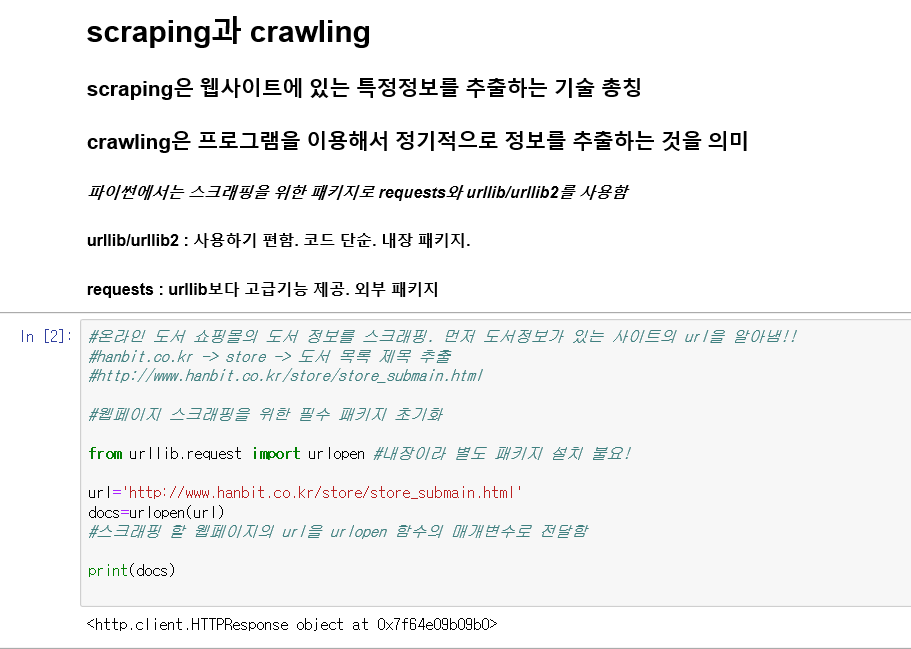 scraping과 crawling
scraping은 웹사이트에 있는 특정정보를 추출하는 기술 총칭
crawling은 프로그램을 이용해서 정기적으로 정보를 추출하는 것을 의미
파이썬에서는 스크래핑을 위한 패키지로 requests와 urllib/urllib2를 사용함
urllib/urllib2 : 사용하기 편함. 코드 단순. 내장 패키지.
requests : urllib보다 고급기능 제공. 외부 패키지
In [2]:
#온라인 도서 쇼핑몰의 도서 정보를 스크래핑. 먼저 도서정보가 있는 사이트의 url을 알아냄!!
#hanbit.co.kr -> store -> 도서 목록 제목 추출
#http://www.hanbit.co.kr/store/store_submain.html
#웹페이지 스크래핑을 위한 필수 패키지 초기화
from urllib.request import urlopen #내장이라 별도 패키지 설치 불요!
url='http://www.hanbit.co.kr/store/store_submain.html'
docs=urlopen(url)
#스크래핑 할 웹페이지의 url을 urlopen 함수의 매개변수로 전달함
print(docs)
<http.client.HTTPResponse object at 0x7f64e09b09b0>